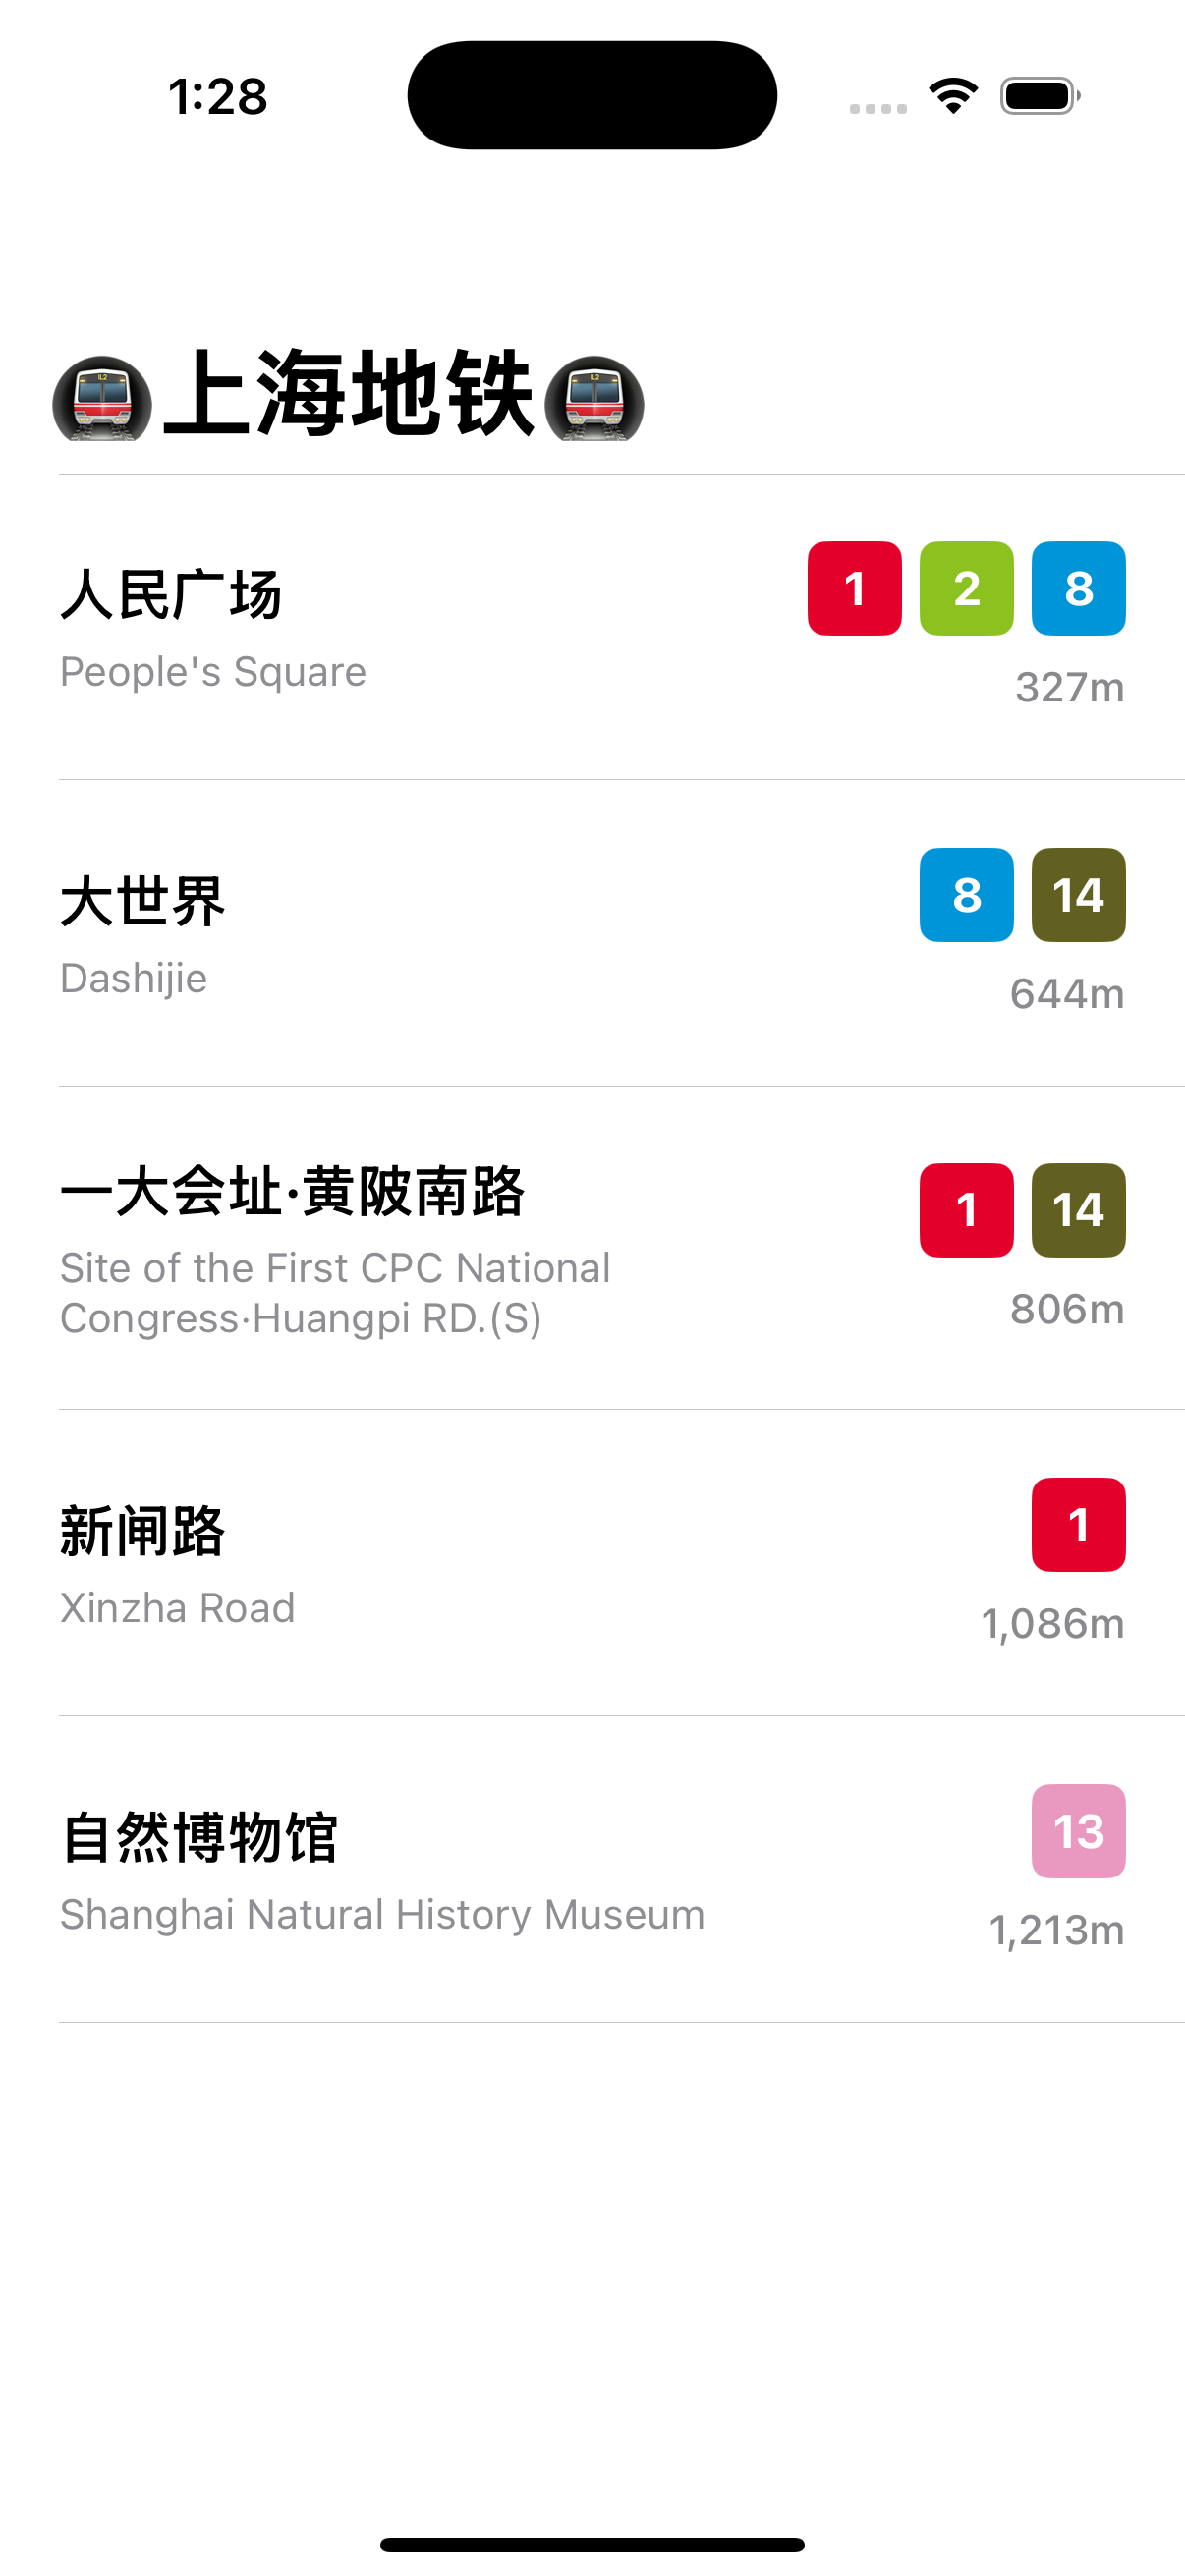 1:28
上海地铁
人民广场
1 2 8
People's Square
327m
大世界
8 14
Dashijie
644m
一大会址·黄陂南路
1 14
Site of the First CPC National
Congress·Huangpi RD.(S)
806m
新闸路
1
Xinzha Road
1,086m
自然博物馆
13
Shanghai Natural History Museum
1,213m